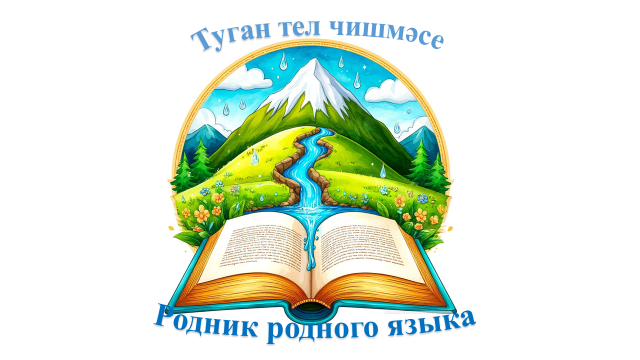 Туган тел чишмәсе
Родник родного языка